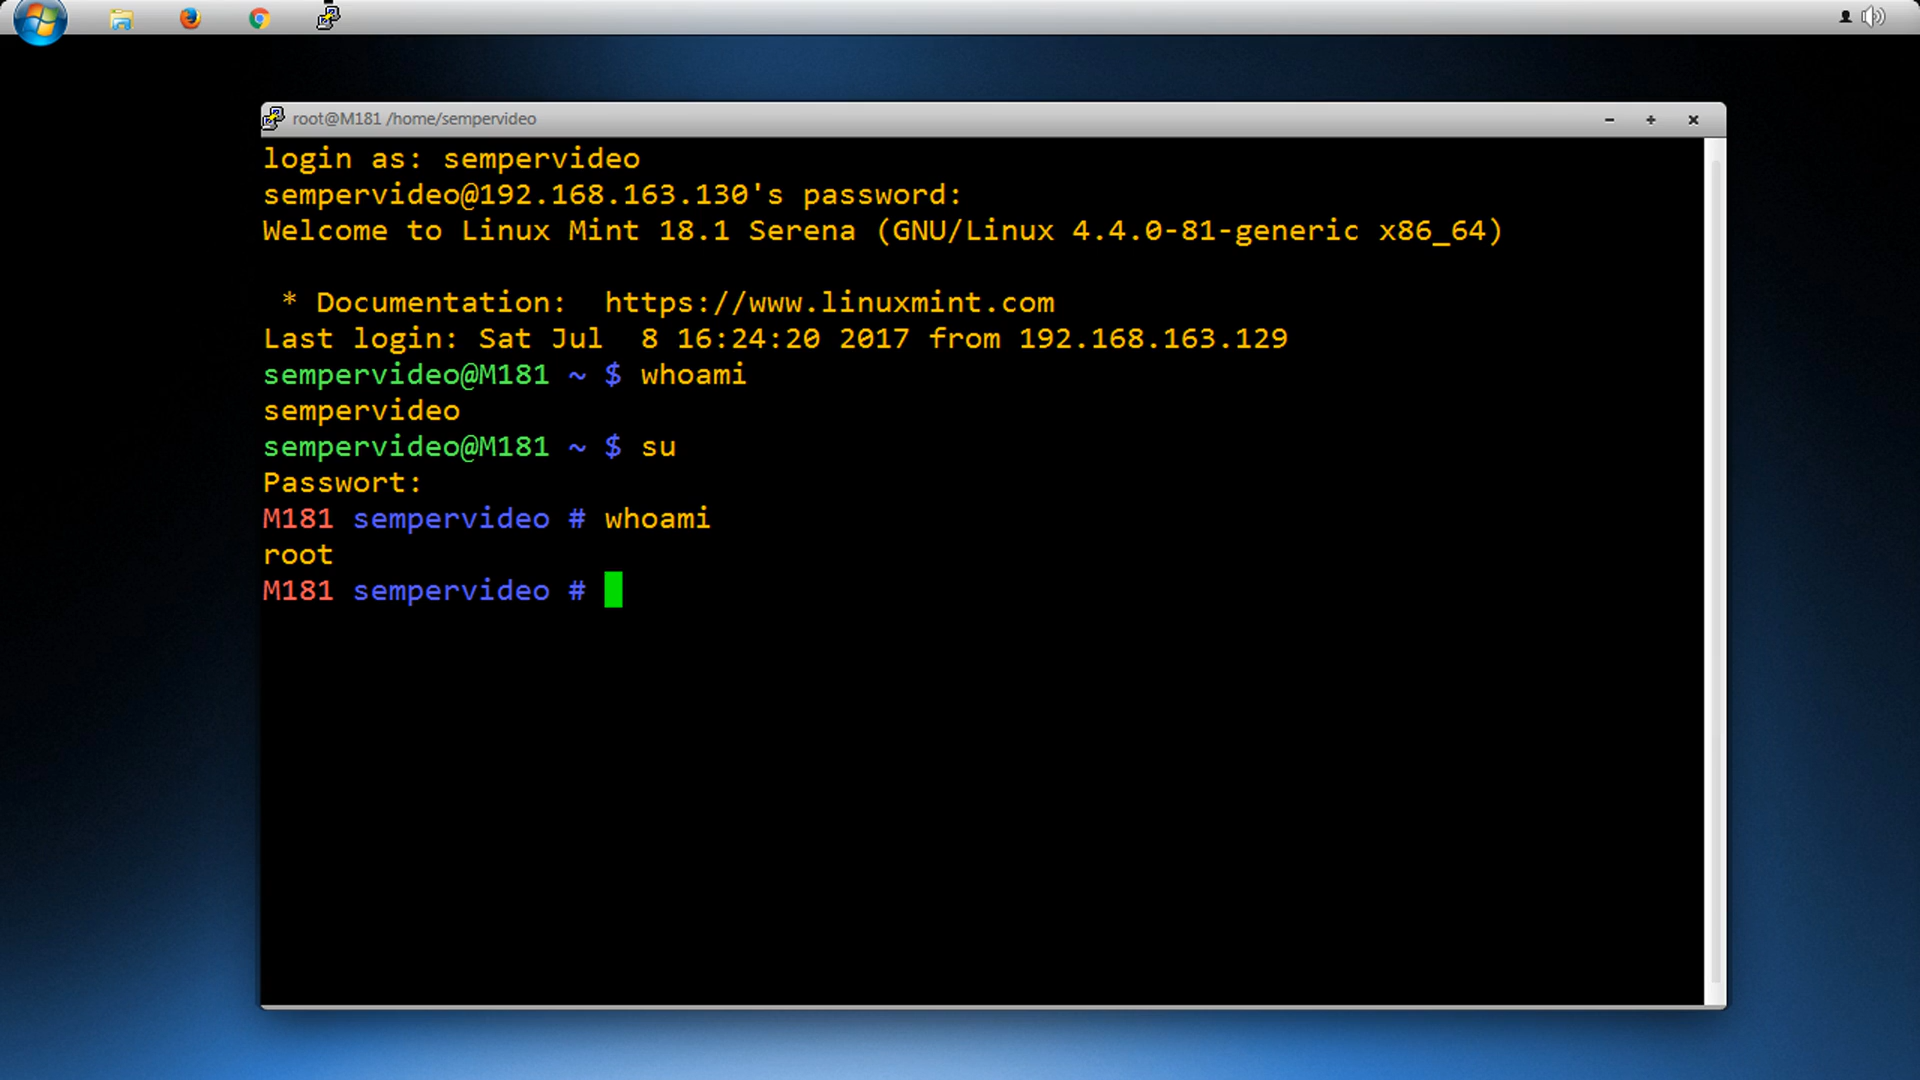 root@M181 /home/sempervideo
login as: sempervideo
sempervideo@192.168.163.130's password:
Welcome to Linux Mint 18.1 Serena (GNU/Linux 4.4.0-81-generic x86_64)
 * Documentation:  https://www.linuxmint.com
Last login: Sat Jul  8 16:24:20 2017 from 192.168.163.129
sempervideo@M181 ~ $ whoami
sempervideo
sempervideo@M181 ~ $ su
Passwort:
M181 sempervideo # whoami
root
M181 sempervideo #